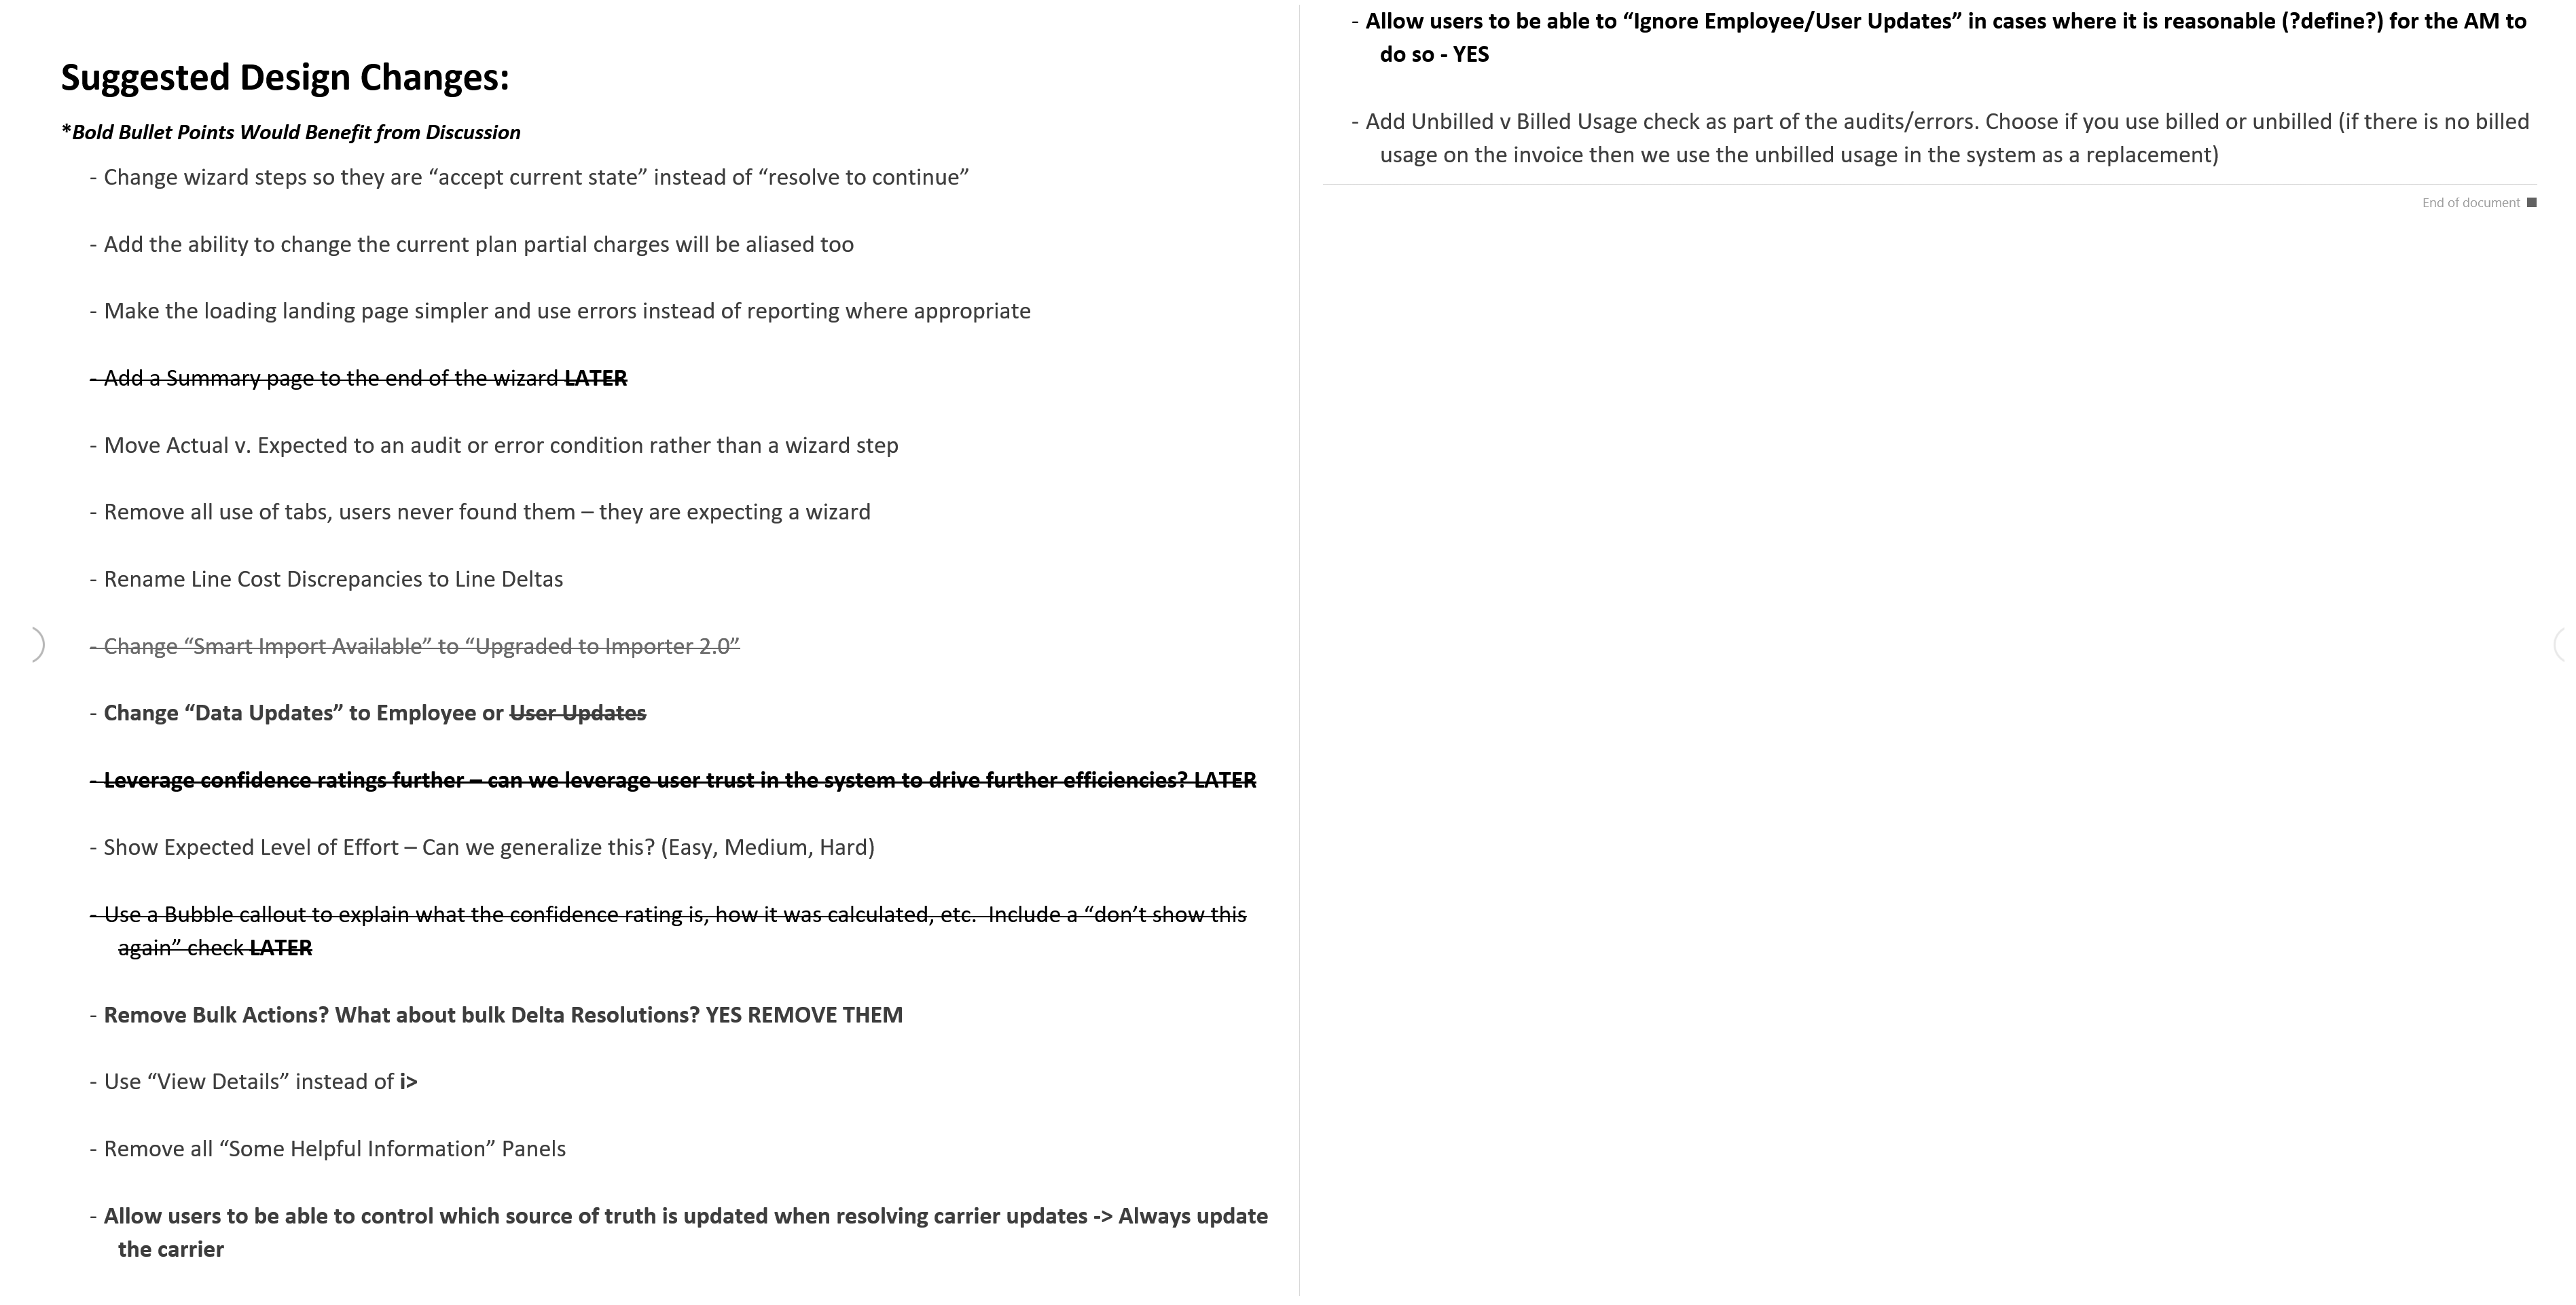 Suggested Design Changes:
*Bold Bullet Points Would Benefit from Discussion
- Change wizard steps so they are “accept current state” instead of “resolve to continue”
- Add the ability to change the current plan partial charges will be aliased too
- Make the loading landing page simpler and use errors instead of reporting where appropriate
- Add a Summary page to the end of the wizard LATER
- Move Actual v. Expected to an audit or error condition rather than a wizard step
- Remove all use of tabs, users never found them – they are expecting a wizard
- Rename Line Cost Discrepancies to Line Deltas
- Change “Smart Import Available” to “Upgraded to Importer 2.0”
- Change “Data Updates” to Employee or User Updates
- Leverage confidence ratings further – can we leverage user trust in the system to drive further efficiencies? LATER
- Show Expected Level of Effort – Can we generalize this? (Easy, Medium, Hard)
- Use a Bubble callout to explain what the confidence rating is, how it was calculated, etc.  Include a “don’t show this
again” check LATER
- Remove Bulk Actions? What about bulk Delta Resolutions? YES REMOVE THEM
- Use “View Details” instead of i>
- Remove all “Some Helpful Information” Panels
- Allow users to be able to control which source of truth is updated when resolving carrier updates -> Always update
the carrier
- Allow users to be able to “Ignore Employee/User Updates” in cases where it is reasonable (?define?) for the AM to
do so - YES
- Add Unbilled v Billed Usage check as part of the audits/errors. Choose if you use billed or unbilled (if there is no billed
usage on the invoice then we use the unbilled usage in the system as a replacement)
End of document